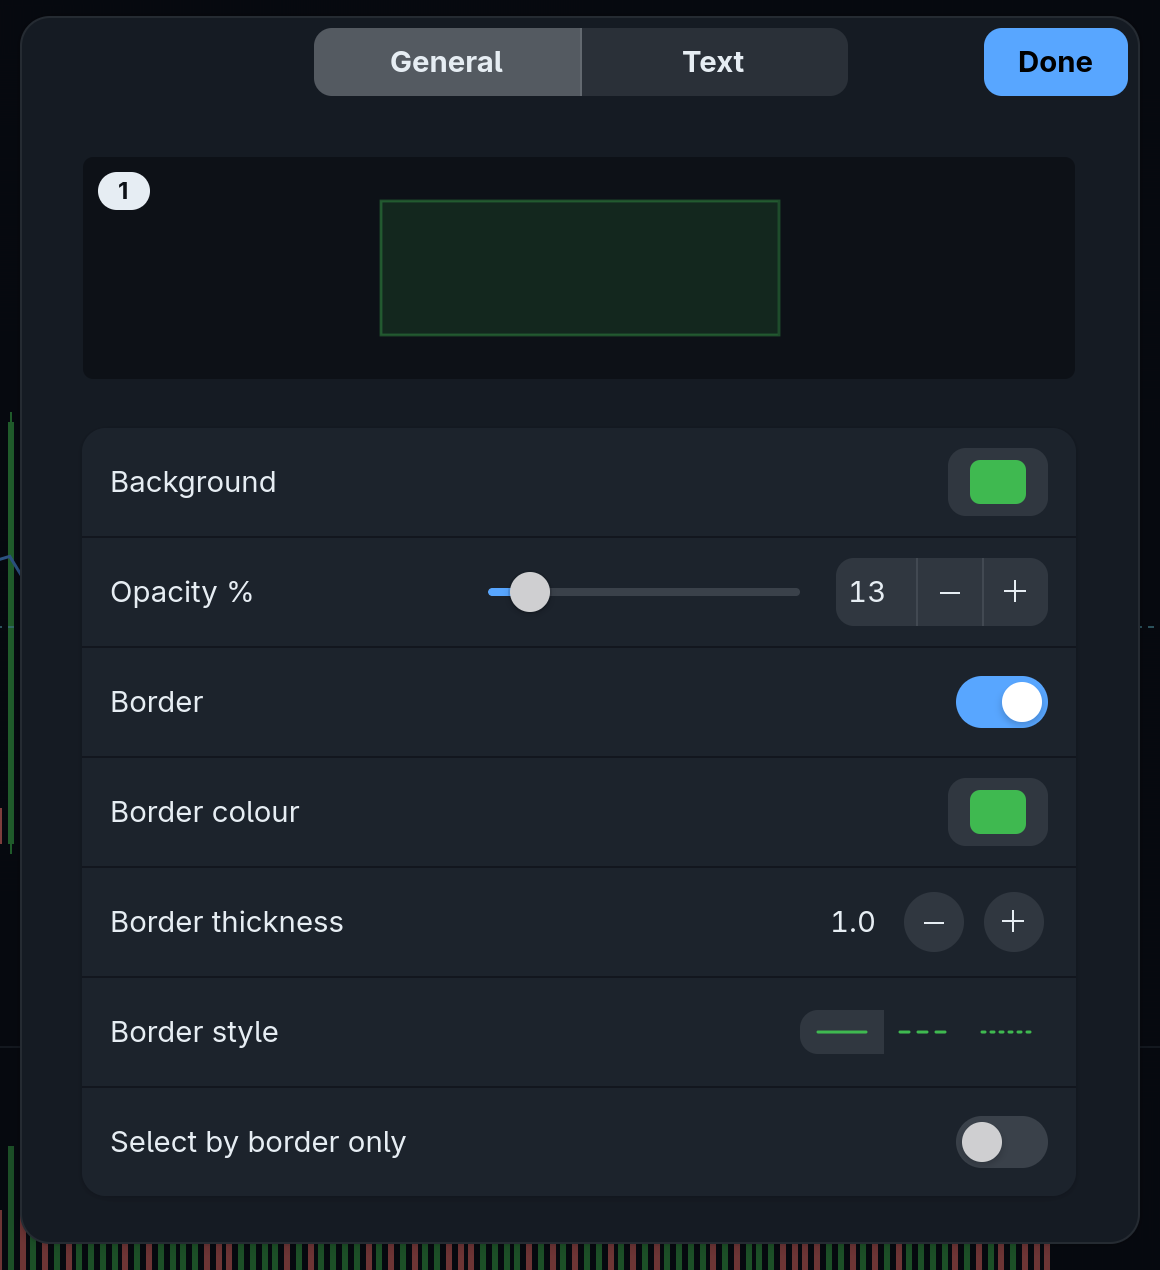 General Text Done
1
Background
Opacity % 13 – +
Border
Border colour
Border thickness 1.0 – +
Border style
Select by border only